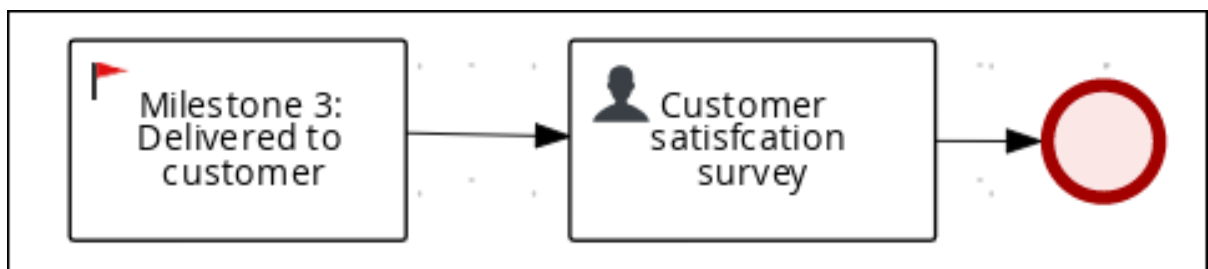 Milestone 3:
Delivered to
customer
Customer
satisfcation
survey